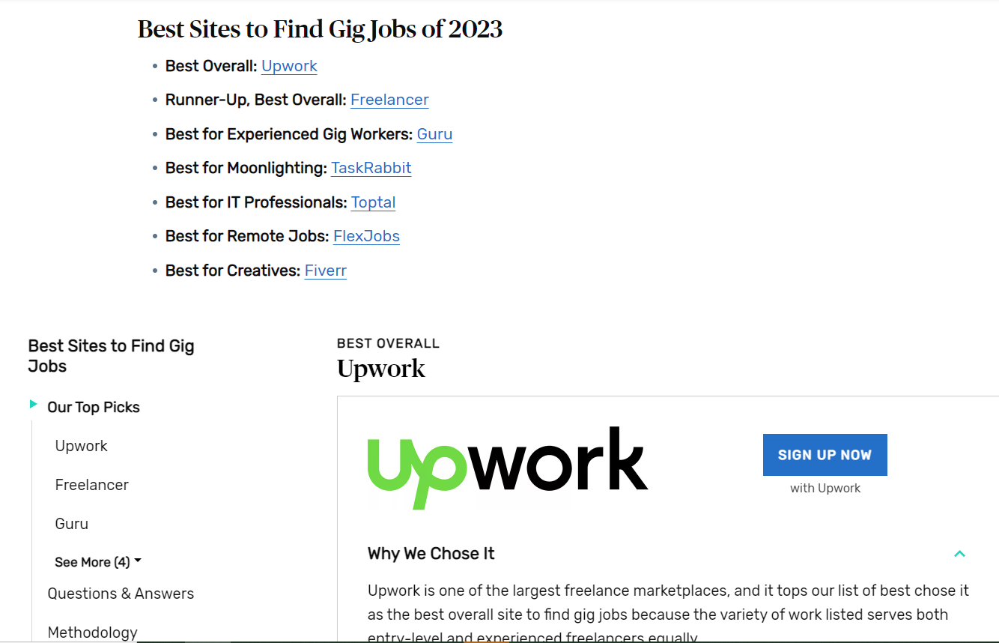 Best Sites to Find Gig Jobs of 2023
Best Overall: Upwork
Runner-Up, Best Overall: Freelancer
Best for Experienced Gig Workers: Guru
Best for Moonlighting: TaskRabbit
Best for IT Professionals: Toptal
Best for Remote Jobs: FlexJobs
Best for Creatives: Fiverr
Best Sites to Find Gig
Jobs
Our Top Picks
Upwork
Freelancer
Guru
See More (4)
Questions & Answers
Methodology
BEST OVERALL
Upwork
upwork
SIGN UP NOW
with Upwork
Why We Chose It
Upwork is one of the largest freelance marketplaces, and it tops our list of best chose it
as the best overall site to find gig jobs because the variety of work listed serves both
entry-level and experienced freelancers equally